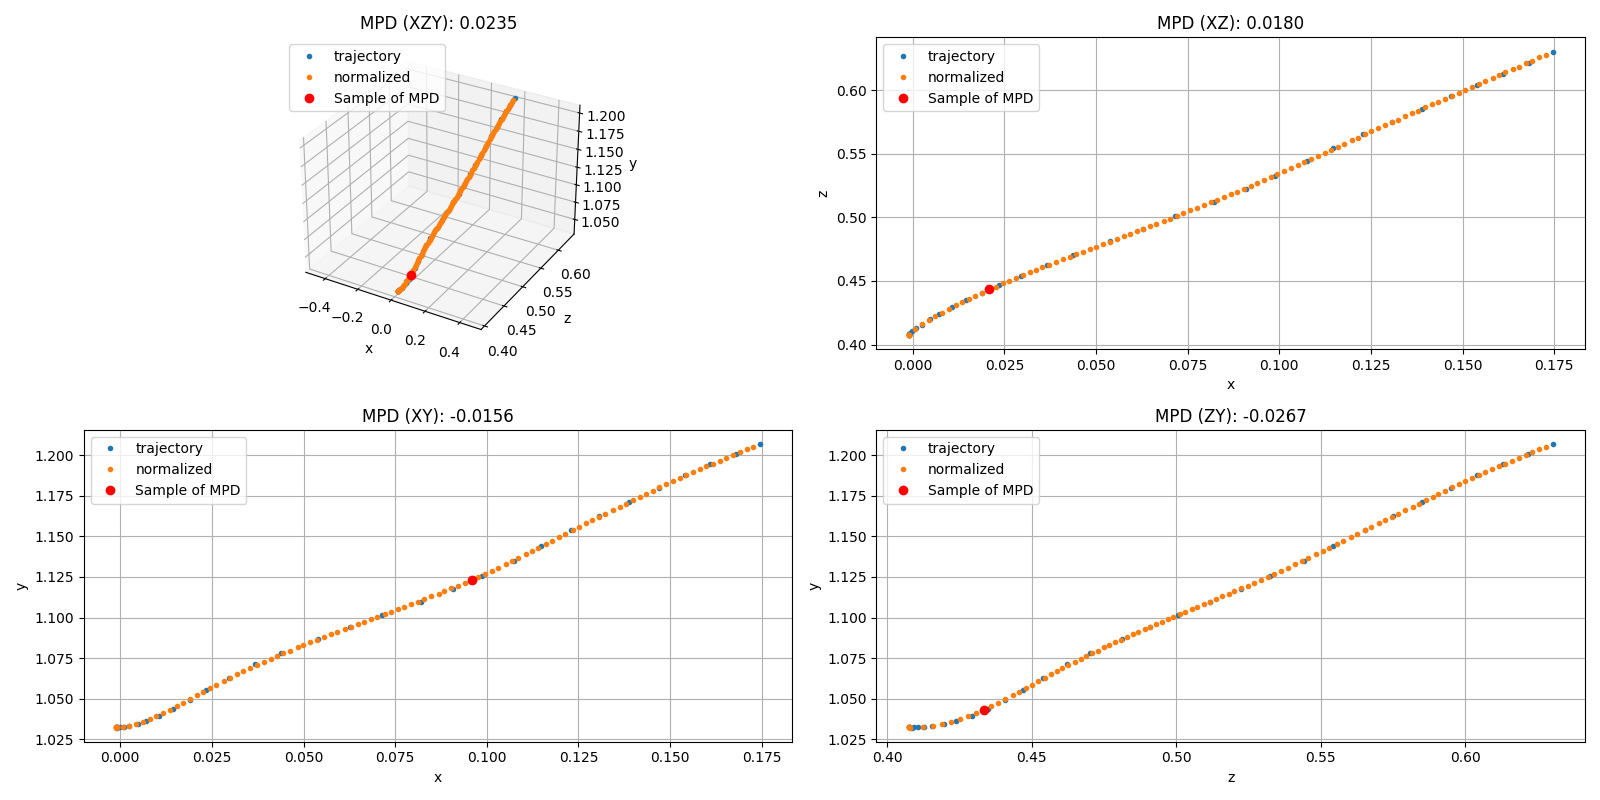 MPD (XZY): 0.0235
trajectory
normalized
Sample of MPD
1.200
1.175
1.150
1.125
1.100
1.075
1.050
y
0.60
0.55
0.50
0.45
0.40
z
−0.4
−0.2
0.0
0.2
0.4
x
MPD (XZ): 0.0180
trajectory
normalized
Sample of MPD
0.60
0.55
0.50
0.45
0.40
z
0.000
0.025
0.050
0.075
0.100
0.125
0.150
0.175
x
MPD (XY): -0.0156
trajectory
normalized
Sample of MPD
1.200
1.175
1.150
1.125
1.100
1.075
1.050
1.025
y
0.000
0.025
0.050
0.075
0.100
0.125
0.150
0.175
x
MPD (ZY): -0.0267
trajectory
normalized
Sample of MPD
1.200
1.175
1.150
1.125
1.100
1.075
1.050
1.025
y
0.40
0.45
0.50
0.55
0.60
z